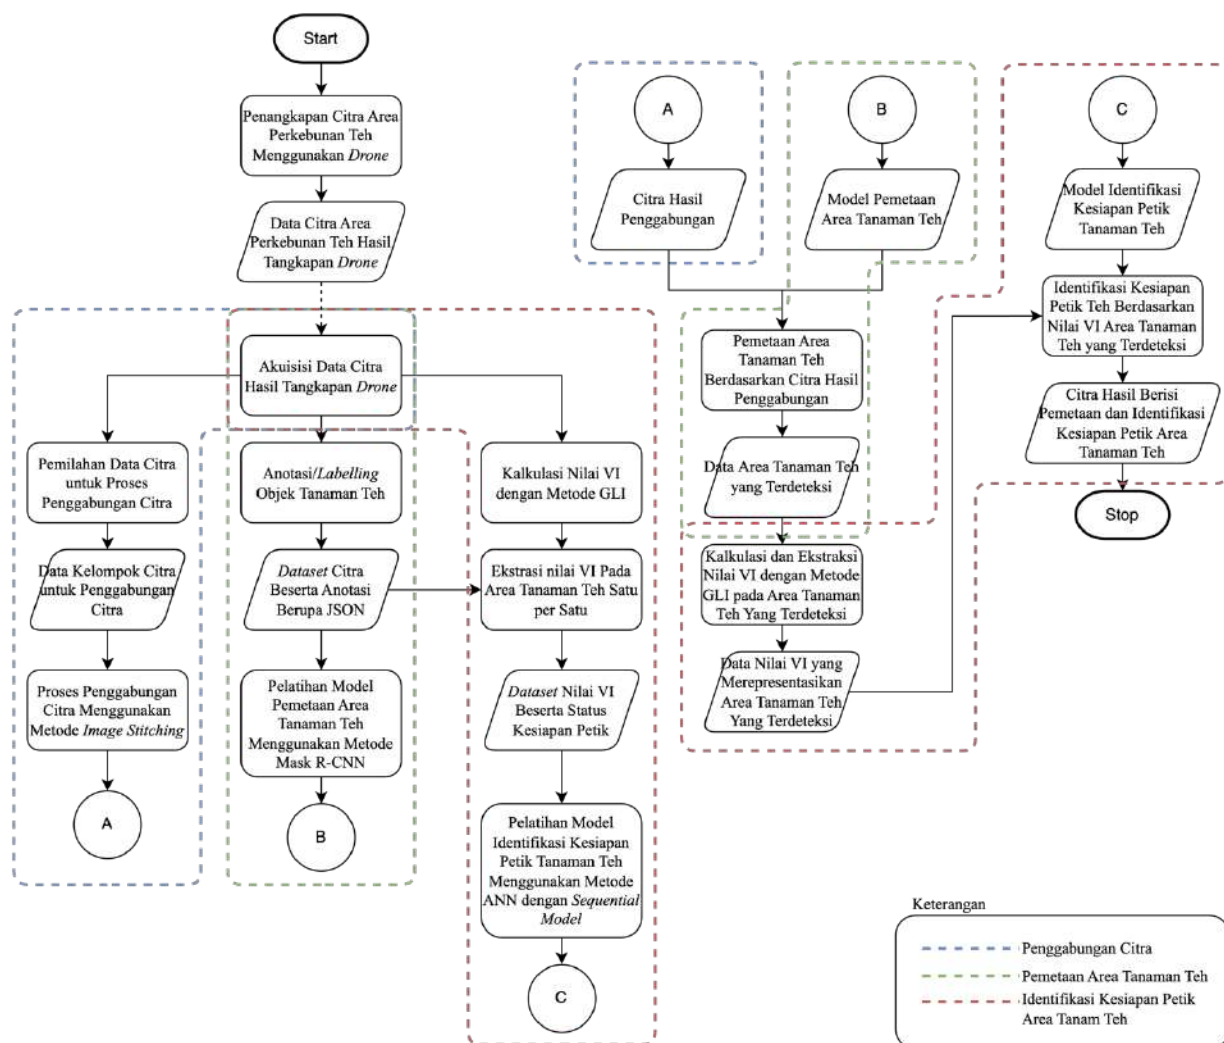 Start
Penangkapan Citra Area
Perkebunan Teh
Menggunakan Drone
Data Citra Area
Perkebunan Teh Hasil
Tangkapan Drone
Akuisisi Data Citra
Hasil Tangkapan Drone
Pemilahan Data Citra
untuk Proses
Penggabungan Citra
Data Kelompok Citra
untuk Penggabungan
Citra
Proses Penggabungan
Citra Menggunakan
Metode Image Stitching
A
Anotasi/Labelling
Objek Tanaman Teh
Dataset Citra
Beserta Anotasi
Berupa JSON
Pelatihan Model
Pemetaan Area
Tanaman Teh
Menggunakan Metode
Mask R-CNN
B
Kalkulasi Nilai VI
dengan Metode GLI
Ekstrasi nilai VI Pada
Area Tanaman Teh Satu
per Satu
Dataset Nilai VI
Beserta Status
Kesiapan Petik
Pelatihan Model
Identifikasi Kesiapan
Petik Tanaman Teh
Menggunakan Metode
ANN dengan Sequential
Model
C
A
Citra Hasil
Penggabungan
B
Model Pemetaan
Area Tanaman Teh
Pemetaan Area
Tanaman Teh
Berdasarkan Citra Hasil
Penggabungan
Data Area Tanaman Teh
yang Terdeteksi
Kalkulasi dan Ekstraksi
Nilai VI dengan Metode
GLI pada Area Tanaman
Teh Yang Terdeteksi
Data Nilai VI yang
Merepresentasikan
Area Tanaman Teh
Yang Terdeteksi
C
Model Identifikasi
Kesiapan Petik
Tanaman Teh
Identifikasi Kesiapan
Petik Teh Berdasarkan
Nilai VI Area Tanaman
Teh yang Terdeteksi
Citra Hasil Berisi
Pemetaan dan Identifikasi
Kesiapan Petik Area
Tanaman Teh
Stop
Keterangan
Penggabungan Citra
Pemetaan Area Tanaman Teh
Identifikasi Kesiapan Petik
Area Tanam Teh